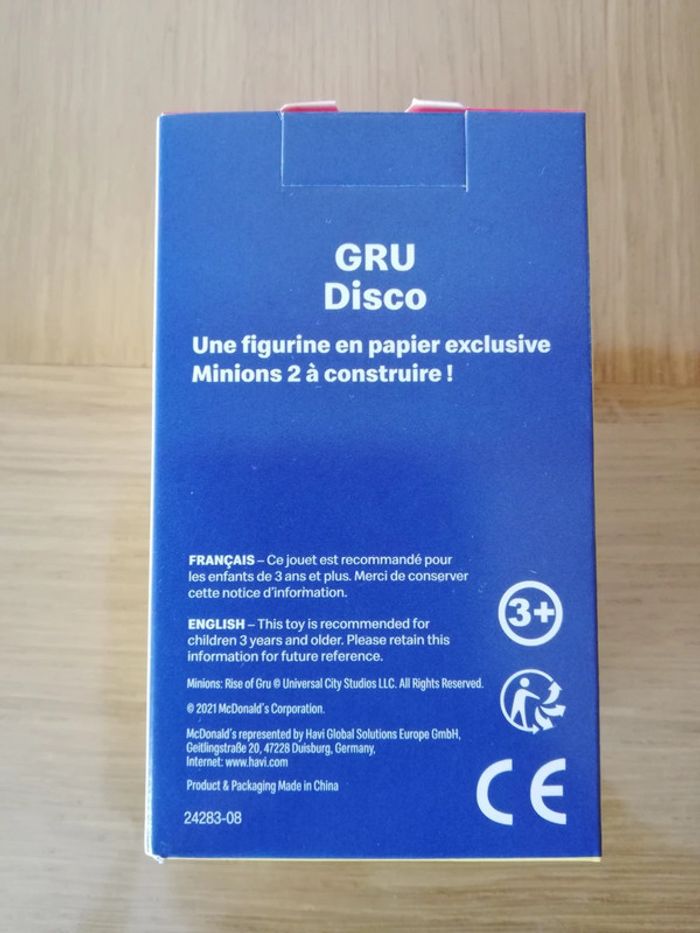 GRU
Disco
Une figurine en papier exclusive
Minions 2 à construire !
FRANÇAIS – Ce jouet est recommandé pour
les enfants de 3 ans et plus. Merci de conserver
cette notice d'information.
ENGLISH – This toy is recommended for
children 3 years and older. Please retain this
information for future reference.
Minions: Rise of Gru © Universal City Studios LLC. All Rights Reserved.
© 2021 McDonald's Corporation.
McDonald's represented by Havi Global Solutions Europe GmbH,
Geitlingstraße 20, 47228 Duisburg, Germany,
Internet: www.havi.com
Product & Packaging Made in China
24283-08
3+
CE